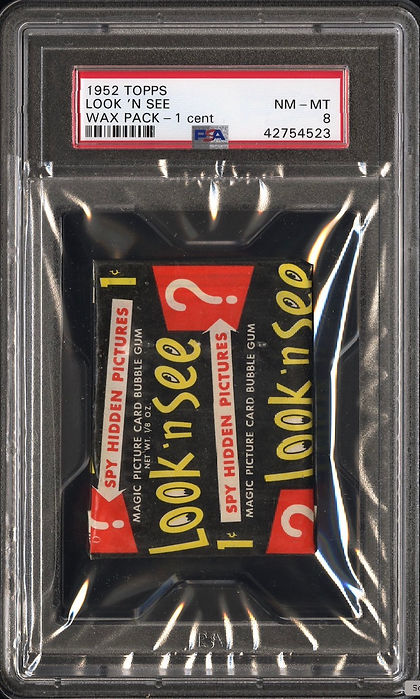 1952 TOPPS
LOOK 'N SEE
WAX PACK - 1 cent
NM - MT
8
42754523
PSA
1¢
?
SPY HIDDEN PICTURES
MAGIC PICTURE CARD BUBBLE GUM
NET WT. 1/8 OZ.
LOOK 'n SEE
?
1¢
SPY HIDDEN PICTURES
MAGIC PICTURE CARD BUBBLE GUM
LOOK 'n SEE
?
PSA